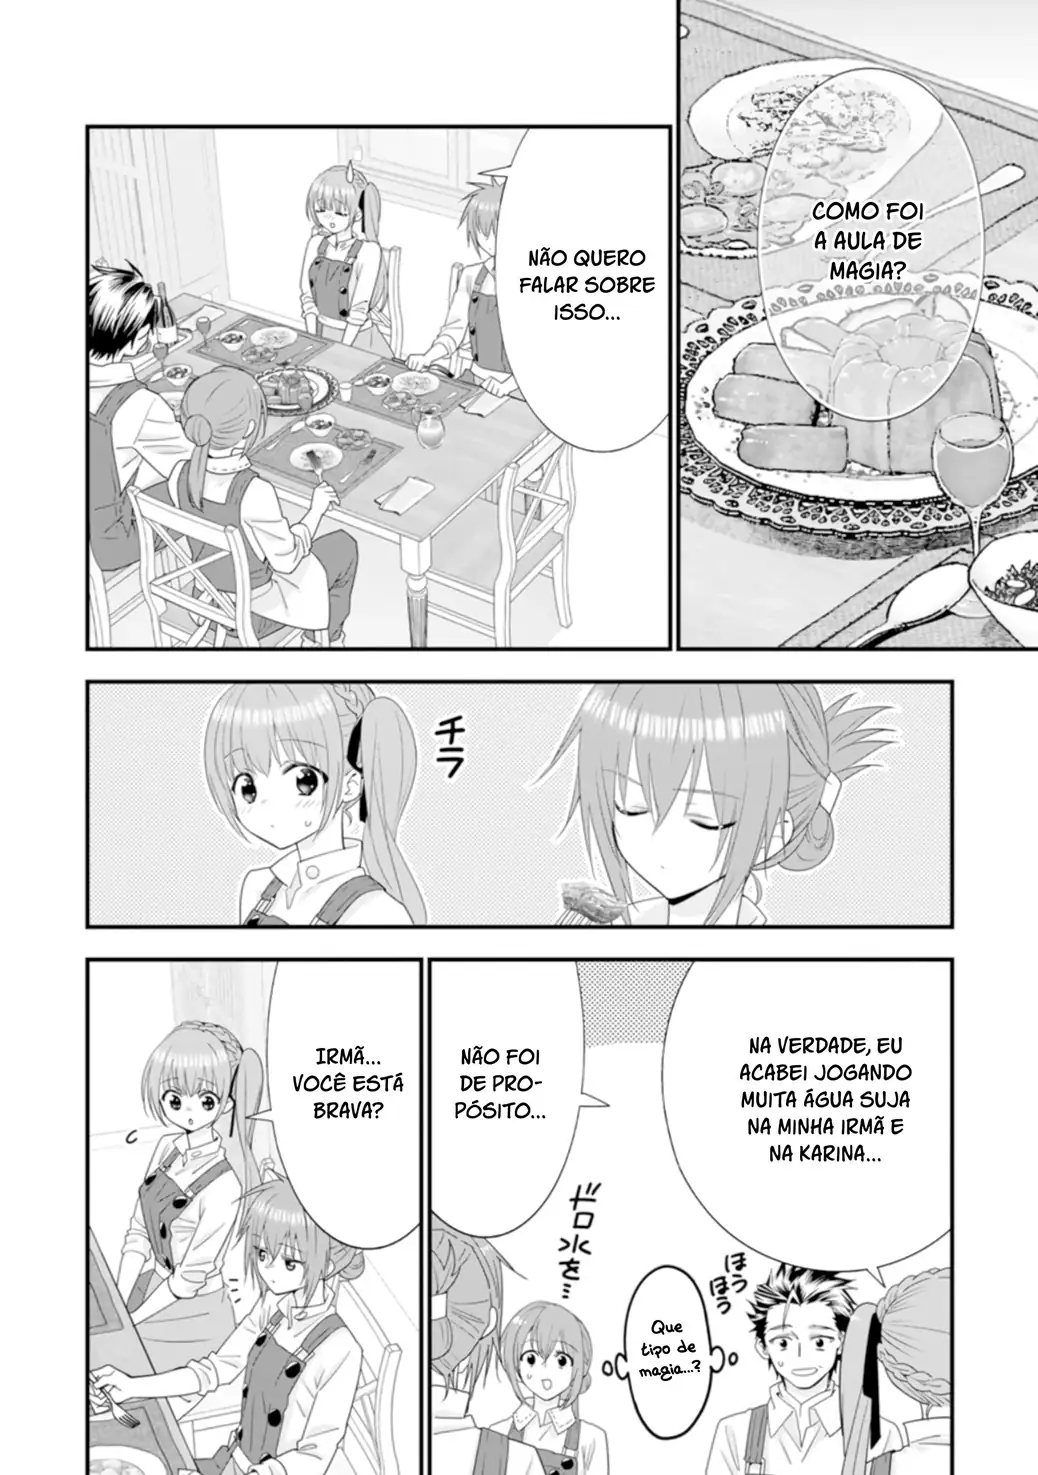 COMO FOI
A AULA DE
MAGIA?
NÃO QUERO
FALAR SOBRE
ISSO...
チラ
NA VERDADE, EU
ACABEI JOGANDO
MUITA ÁGUA SUJA
NA MINHA IRMÃ E
NA KARINA...
ほうほう
Que
tipo de
magia...?
ドロ水を...
NÃO FOI
DE PRO-
PÓSITO...
IRMÃ...
VOCÊ ESTÁ
BRAVA?